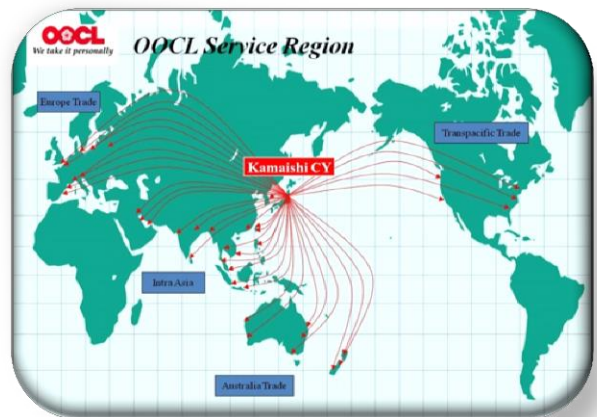 OOCL
We take it personally
OOCL Service Region
Europe Trade
Transpacific Trade
Kamaishi CY
Intra Asia
Australia Trade